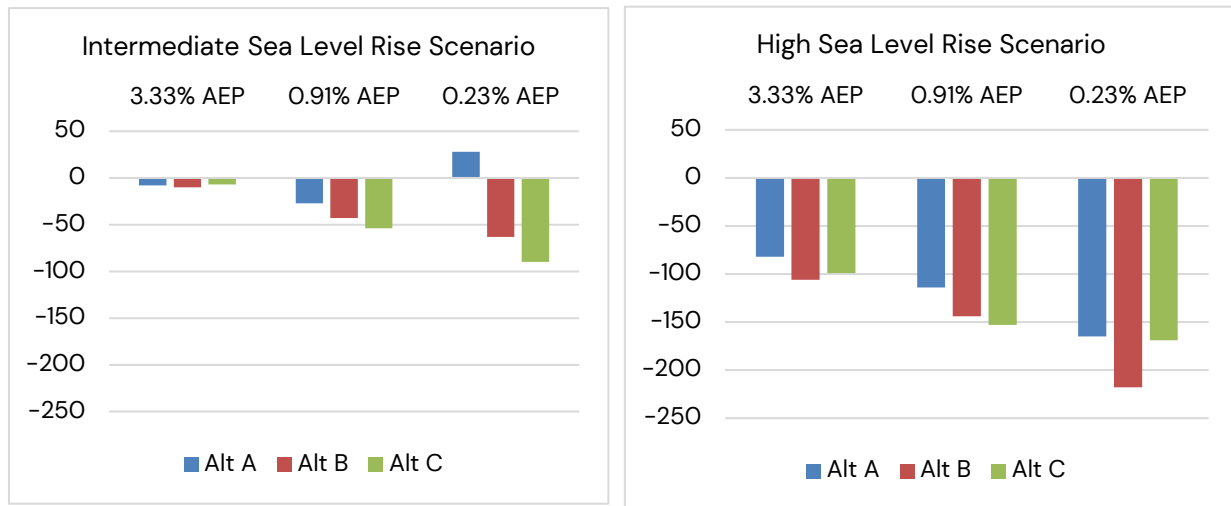 Intermediate Sea Level Rise Scenario
3.33% AEP 0.91% AEP 0.23% AEP
50
0
-50
-100
-150
-200
-250
Alt A Alt B Alt C
High Sea Level Rise Scenario
3.33% AEP 0.91% AEP 0.23% AEP
50
0
-50
-100
-150
-200
-250
Alt A Alt B Alt C